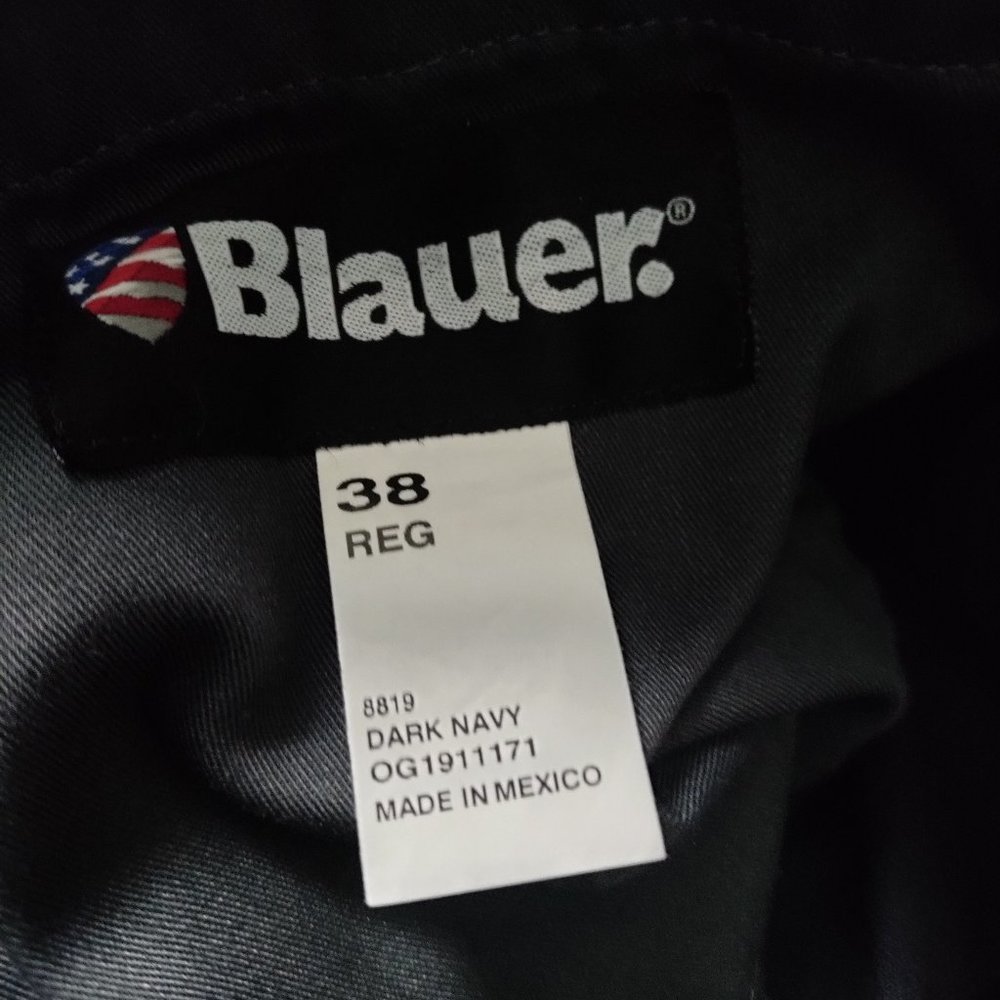 Blauer.®
38
REG
8819
DARK NAVY
OG1911171
MADE IN MEXICO